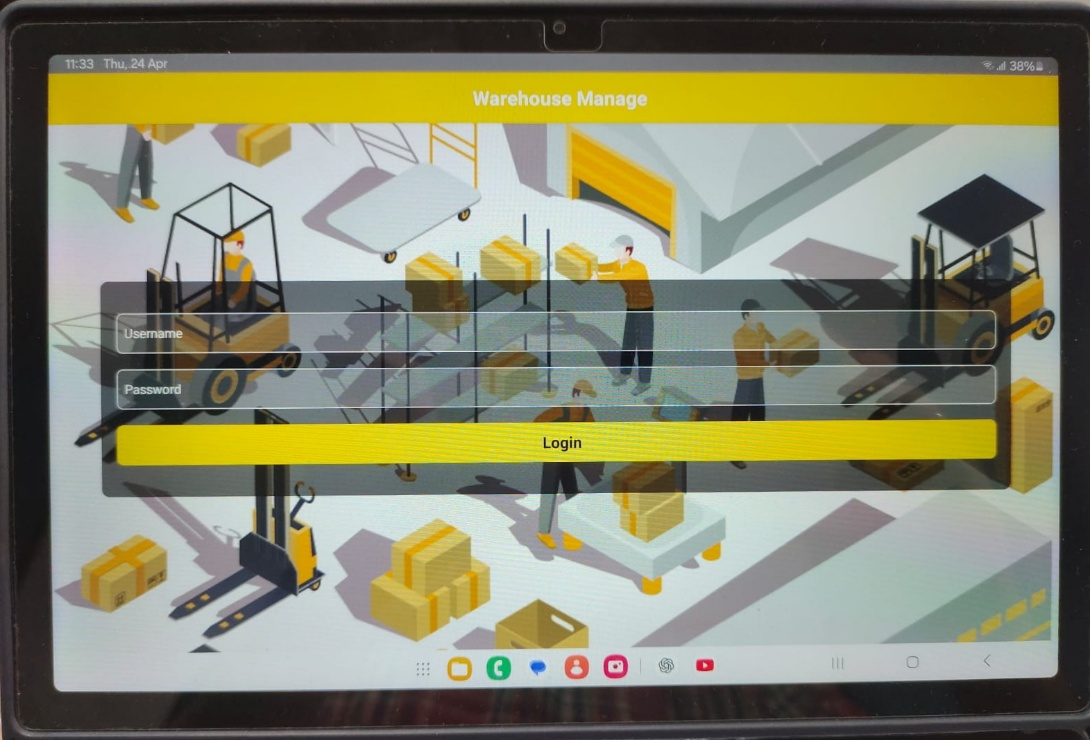 11:33 Thu, 24 Apr
38%
Warehouse Manage
Username
Password
Login